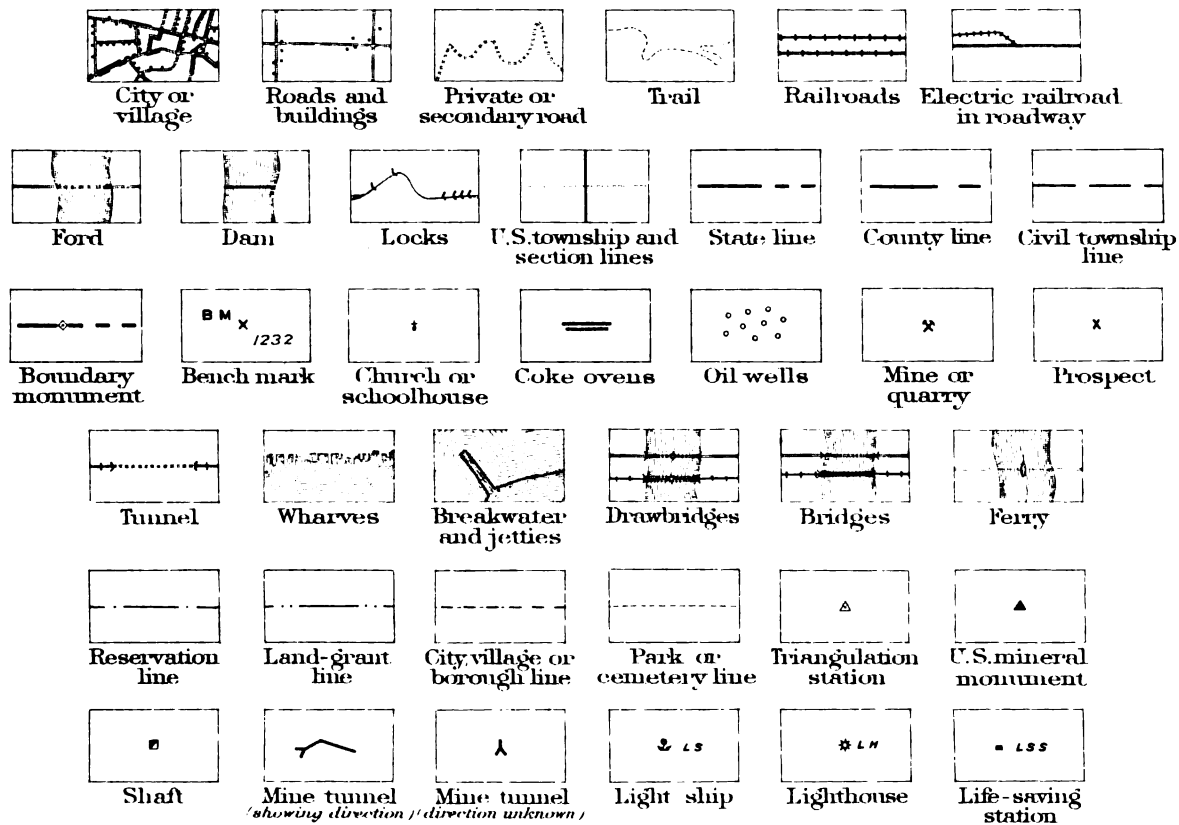 City or village
Roads and buildings
Private or secondary road
Trail
Railroads
Electric railroad in roadway
Ford
Dam
Locks
U.S. township and section lines
State line
County line
Civil township line
B M
1232
Boundary monument
Bench mark
Church or schoolhouse
Coke ovens
Oil wells
Mine or quarry
Prospect
Tunnel
Wharves
Breakwater and jetties
Drawbridges
Bridges
Ferry
Reservation line
Land-grant line
City, village or borough line
Park or cemetery line
Triangulation station
U.S. mineral monument
LS
LH
LSS
Shaft
Mine tunnel
(showing direction)
Mine tunnel
(direction unknown)
Light ship
Lighthouse
Life-saving station